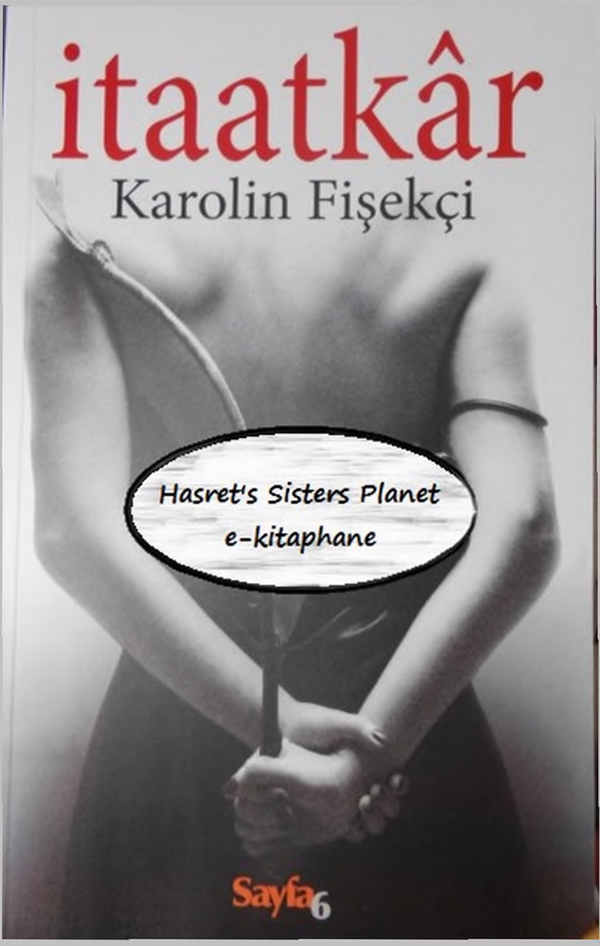 itaatkâr
Karolin Fişekçi
Hasret's Sisters Planet
e-kitaphane
Sayfa6